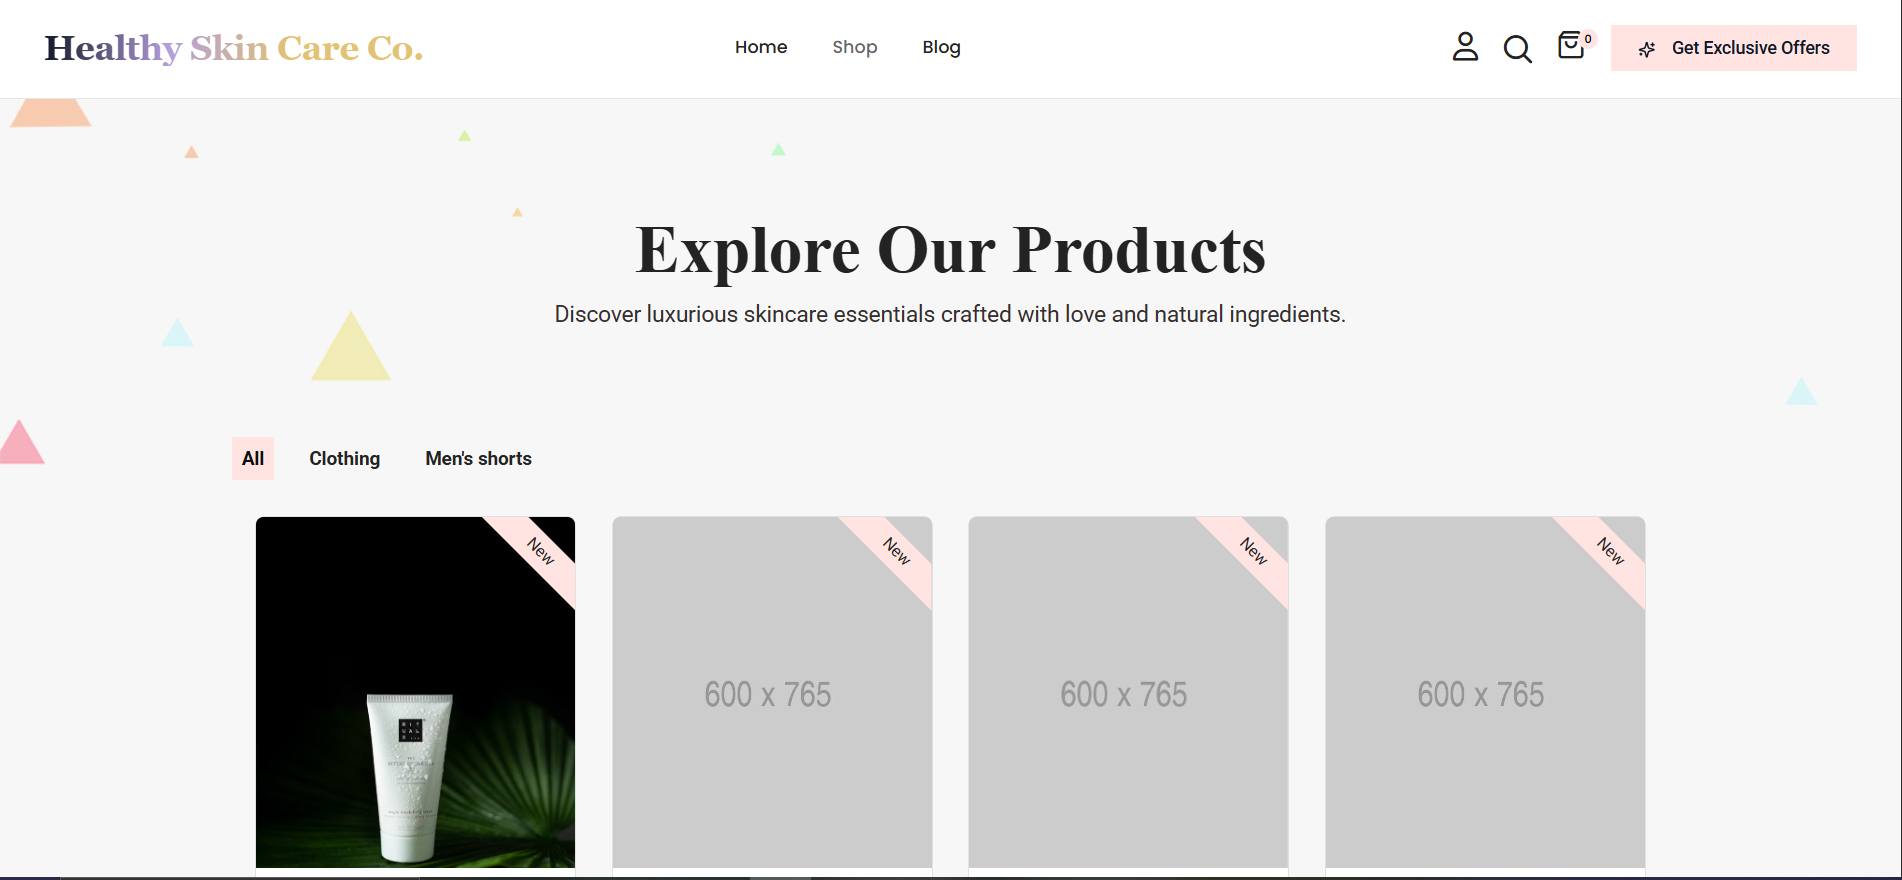 Healthy Skin Care Co.
Home
Shop
Blog
0
Get Exclusive Offers
Explore Our Products
Discover luxurious skincare essentials crafted with love and natural ingredients.
All
Clothing
Men's shorts
New
New
New
New
600 x 765
600 x 765
600 x 765
RIT
UALS